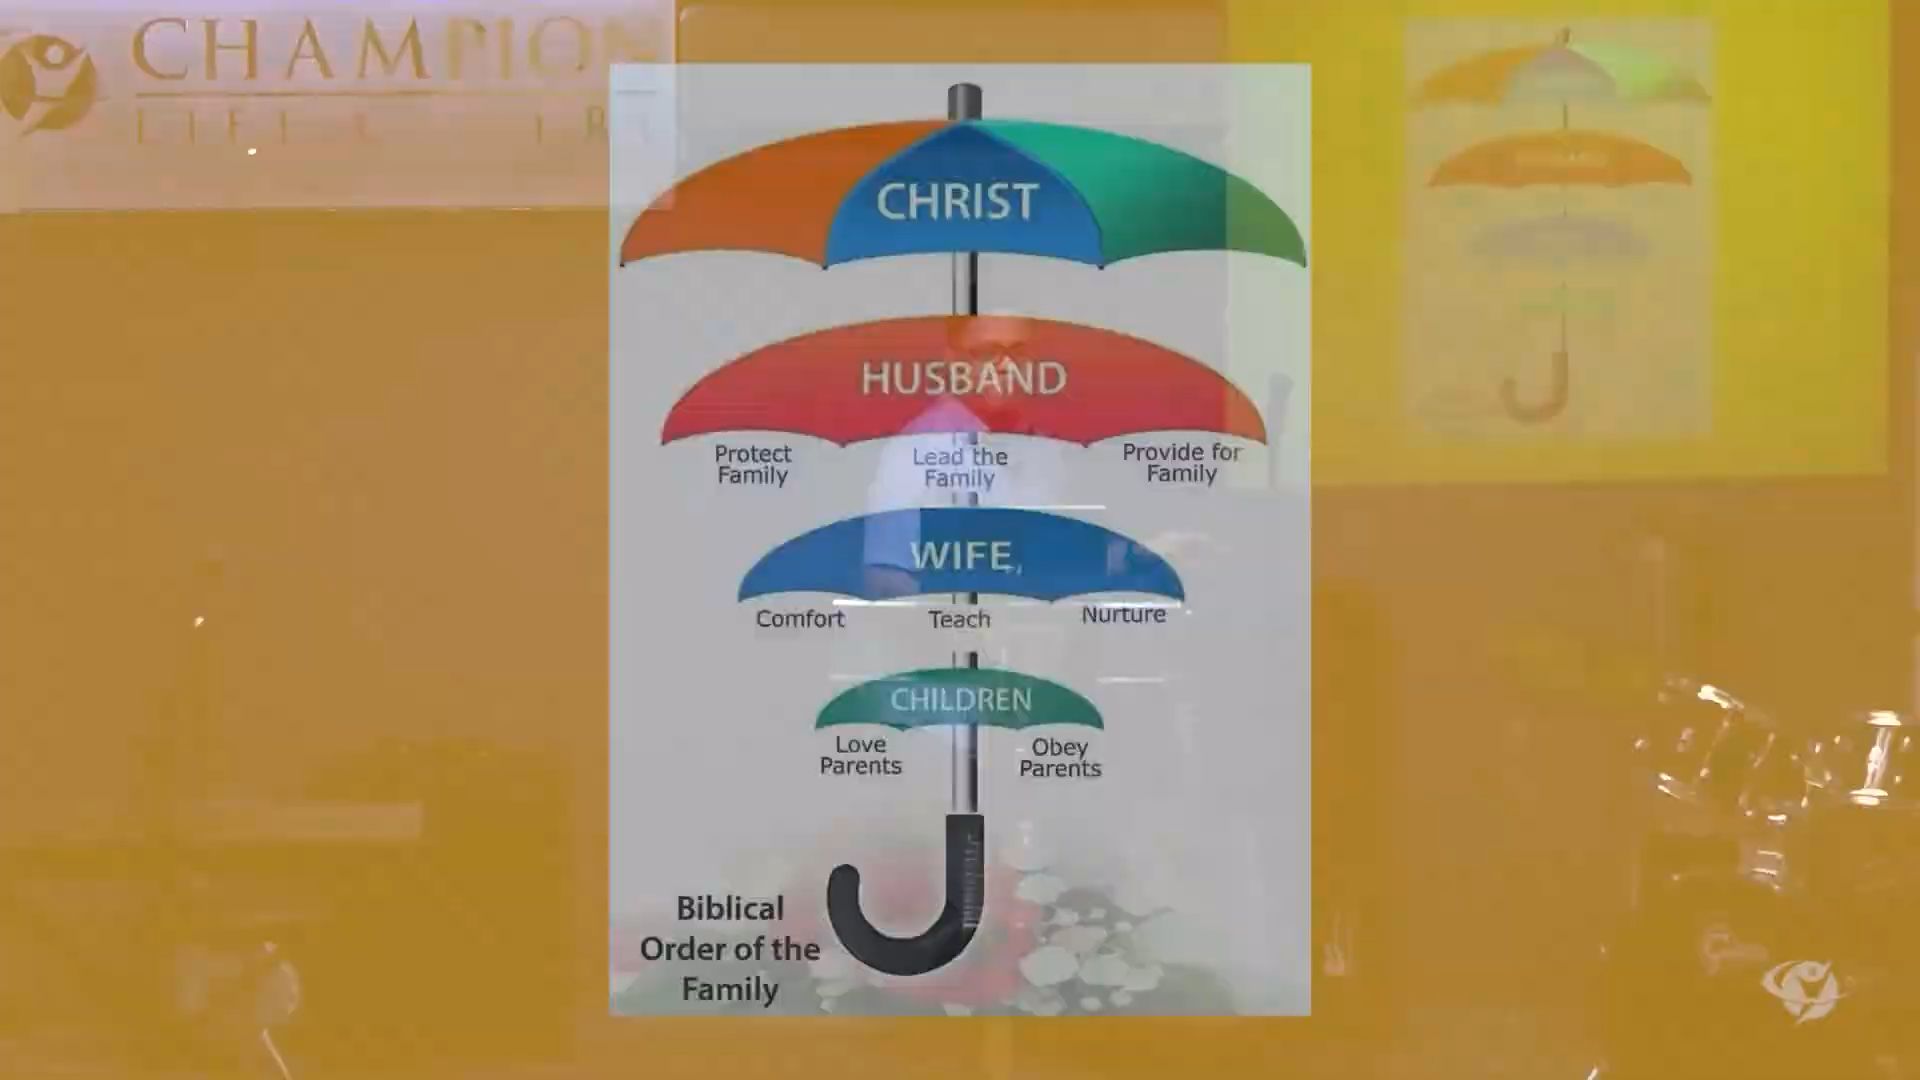 CHAMPION
LIFE
CHRIST
HUSBAND
Protect
Family
Lead the
Family
Provide for
Family
WIFE
Comfort
Teach
Nurture
CHILDREN
Love
Parents
Obey
Parents
Biblical
Order of the
Family